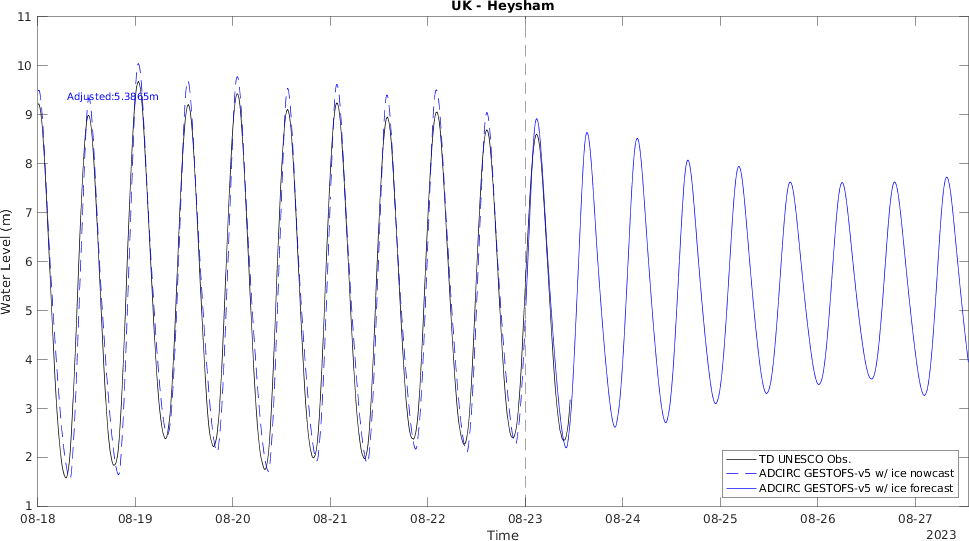 UK - Heysham
11
10
9
8
7
6
5
4
3
2
1
Water Level (m)
Adjusted:5.3865m
TD UNESCO Obs.
ADCIRC GESTOFS-v5 w/ ice nowcast
ADCIRC GESTOFS-v5 w/ ice forecast
08-18 08-19 08-20 08-21 08-22 08-23 08-24 08-25 08-26 08-27
Time
2023